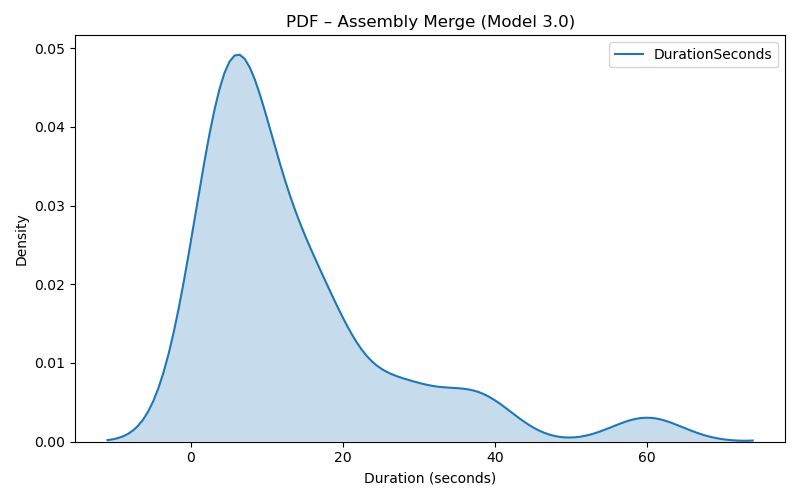 PDF – Assembly Merge (Model 3.0)
DurationSeconds
0.05
0.04
0.03
0.02
0.01
0.00
Density
0 20 40 60
Duration (seconds)